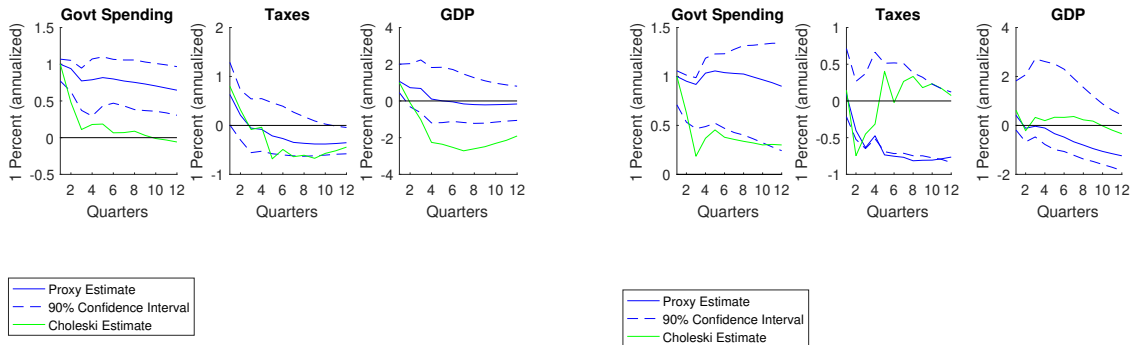 Govt Spending
Taxes
GDP
1 Percent (annualized)
1.5
1
0.5
0
-0.5
2 4 6 8 10 12
Quarters
1 Percent (annualized)
2
1
0
-1
2 4 6 8 10 12
Quarters
1 Percent (annualized)
4
2
0
-2
-4
2 4 6 8 10 12
Quarters
Proxy Estimate
90% Confidence Interval
Choleski Estimate
Govt Spending
Taxes
GDP
1 Percent (annualized)
1.5
1
0.5
0
2 4 6 8 10 12
Quarters
1 Percent (annualized)
1
0.5
0
-0.5
-1
2 4 6 8 10 12
Quarters
1 Percent (annualized)
4
2
0
-2
2 4 6 8 10 12
Quarters
Proxy Estimate
90% Confidence Interval
Choleski Estimate